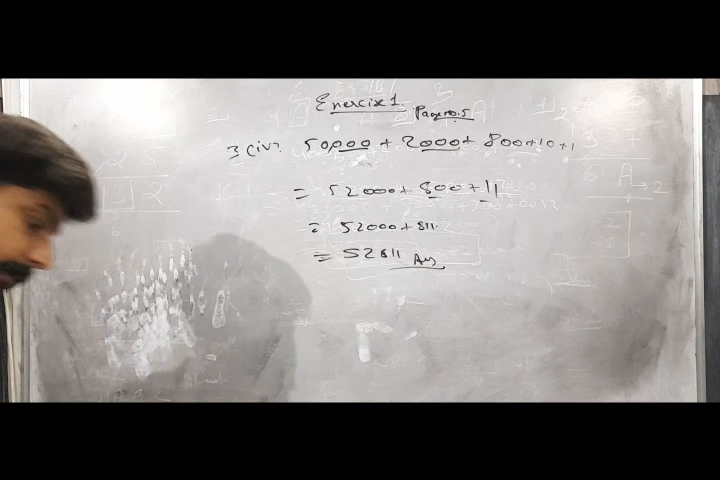 Enercise 1.
Page no. 5
3 (iv). 50,000 + 2000 + 800 + 10 + 1
= 52000 + 800 + 11
= 52000 + 811
= 52811 Ans